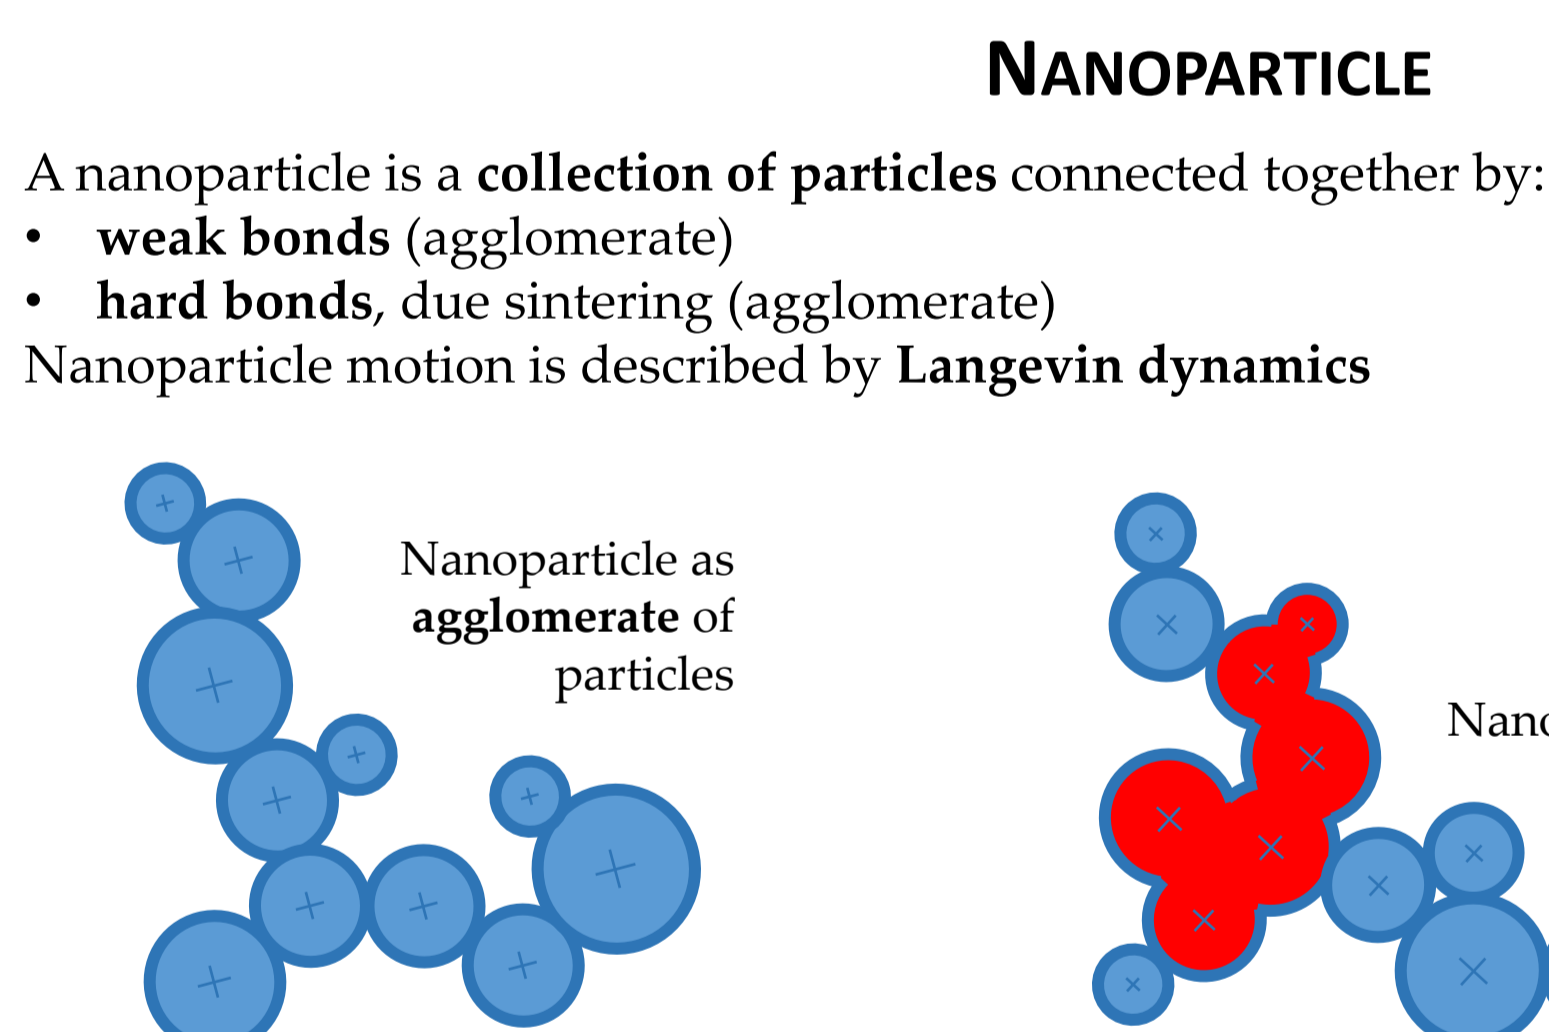 NANOPARTICLE
A nanoparticle is a collection of particles connected together by:
• weak bonds (agglomerate)
• hard bonds, due sintering (agglomerate)
Nanoparticle motion is described by Langevin dynamics
Nanoparticle as
agglomerate of
particles